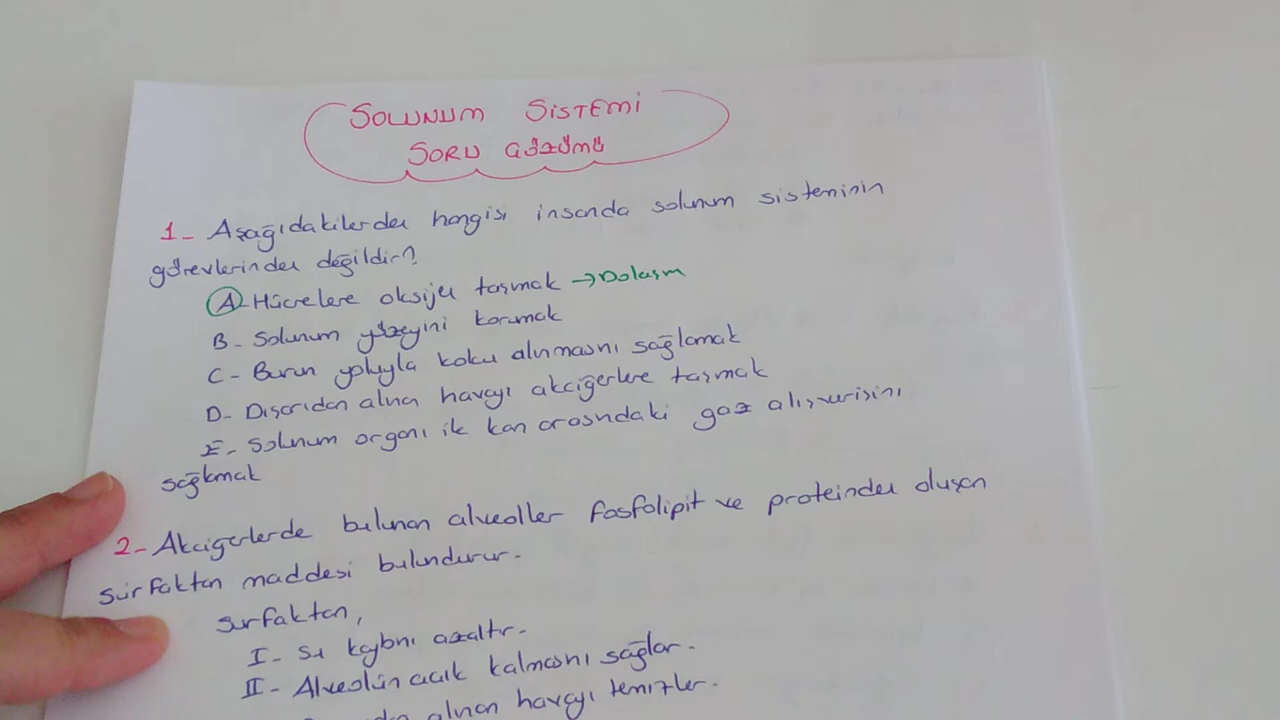 SOLUNUM SİSTEMİ
SORU ÇÖZÜMÜ
1- Aşağıdakilerden hangisi insanda solunum sisteminin
görevlerinden değildir?
A- Hücrelere oksijen taşımak → Dolaşım
B- Solunum yüzeyini korumak
C- Burun yoluyla koku alınmasını sağlamak
D- Dışarıdan alınan havayı akciğerlere taşımak
E- Solunum organı ile kan arasındaki gaz alışverişini
sağlamak
2- Akciğerlerde bulunan alveoller fosfolipit ve proteinden oluşan
sürfaktan maddesi bulundurur.
Surfaktan,
I- Su kaybını azaltır.
II- Alveolün açık kalmasını sağlar.
alınan havayı temizler.